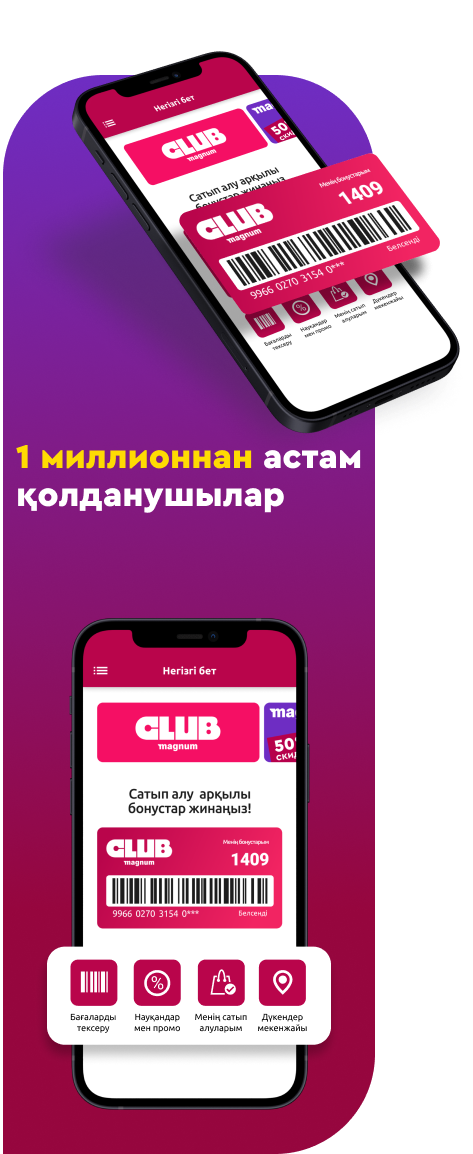 Негізгі бет
CLUB
magnum
ma
50
СКИ
Сатып алу арқылы
бонустар жинаңыз
CLUB
magnum
Менің бонустарым
1409
9966 0270 3154 0***
Белсенді
Бағаларды
тексеру
Науқандар
мен промо
Менің сатып
алуларым
Дүкендер
мекенжайы
1 миллионнан астам
қолданушылар
Негізгі бет
CLUB
magnum
ma
50
СКИД
Сатып алу арқылы
бонустар жинаңыз!
CLUB
magnum
Менің бонустарым
1409
9966 0270 3154 0***
Белсенді
Бағаларды
тексеру
Науқандар
мен промо
Менің сатып
алуларым
Дүкендер
мекенжайы